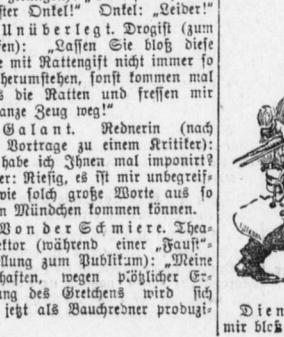 ster Onkel!" Onkel: „Leider!"
Unüberlegt. Drogist (zum
fen): „Lassen Sie bloß diese
e mit Rattengift nicht immer so
herumstehen, sonst kommen mal
s die Ratten und fressen mir
anze Zeug weg!"
Galant. Rednerin (nach
Vortrage zu einem Kritiker):
habe ich Ihnen mal imponirt?
er: Riesig, es ist mir unbegreif-
wie solch große Worte aus so
n Mündchen kommen können.
Von der Schmiere. Thea-
ektor (während einer „Faust"-
llung zum Publikum): „Meine
haften, wegen plötzlicher Er-
ng des Gretchens wird sich
jetzt als Bauchredner produzi-
Dien
mir bloß